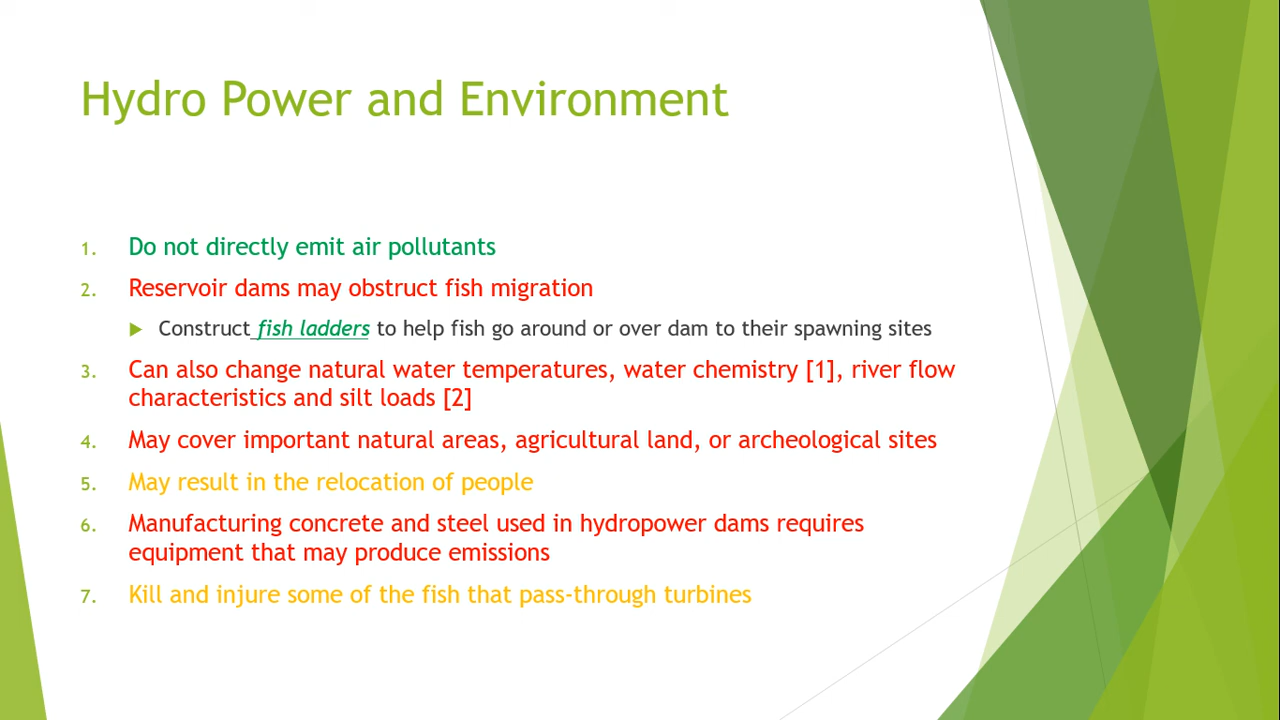 Hydro Power and Environment
1. Do not directly emit air pollutants
2. Reservoir dams may obstruct fish migration
Construct fish ladders to help fish go around or over dam to their spawning sites
3. Can also change natural water temperatures, water chemistry [1], river flow
characteristics and silt loads [2]
4. May cover important natural areas, agricultural land, or archeological sites
5. May result in the relocation of people
6. Manufacturing concrete and steel used in hydropower dams requires
equipment that may produce emissions
7. Kill and injure some of the fish that pass-through turbines